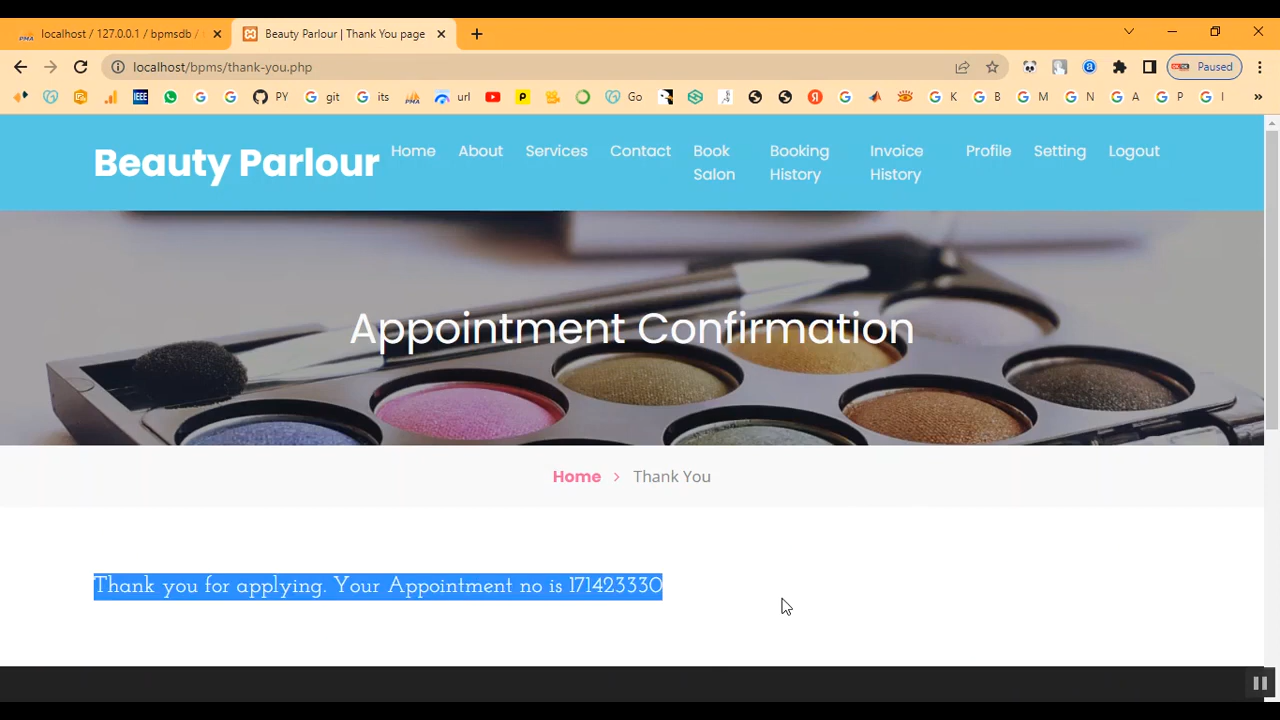 localhost / 127.0.0.1 / bpmsdb /
Beauty Parlour | Thank You page
localhost/bpms/thank-you.php
Paused
IEEE
PY
git
its
url
Go
K
B
M
N
A
P
I
»
Beauty Parlour
Home
About
Services
Contact
Book Salon
Booking History
Invoice History
Profile
Setting
Logout
Appointment Confirmation
Home > Thank You
Thank you for applying. Your Appointment no is 171423330